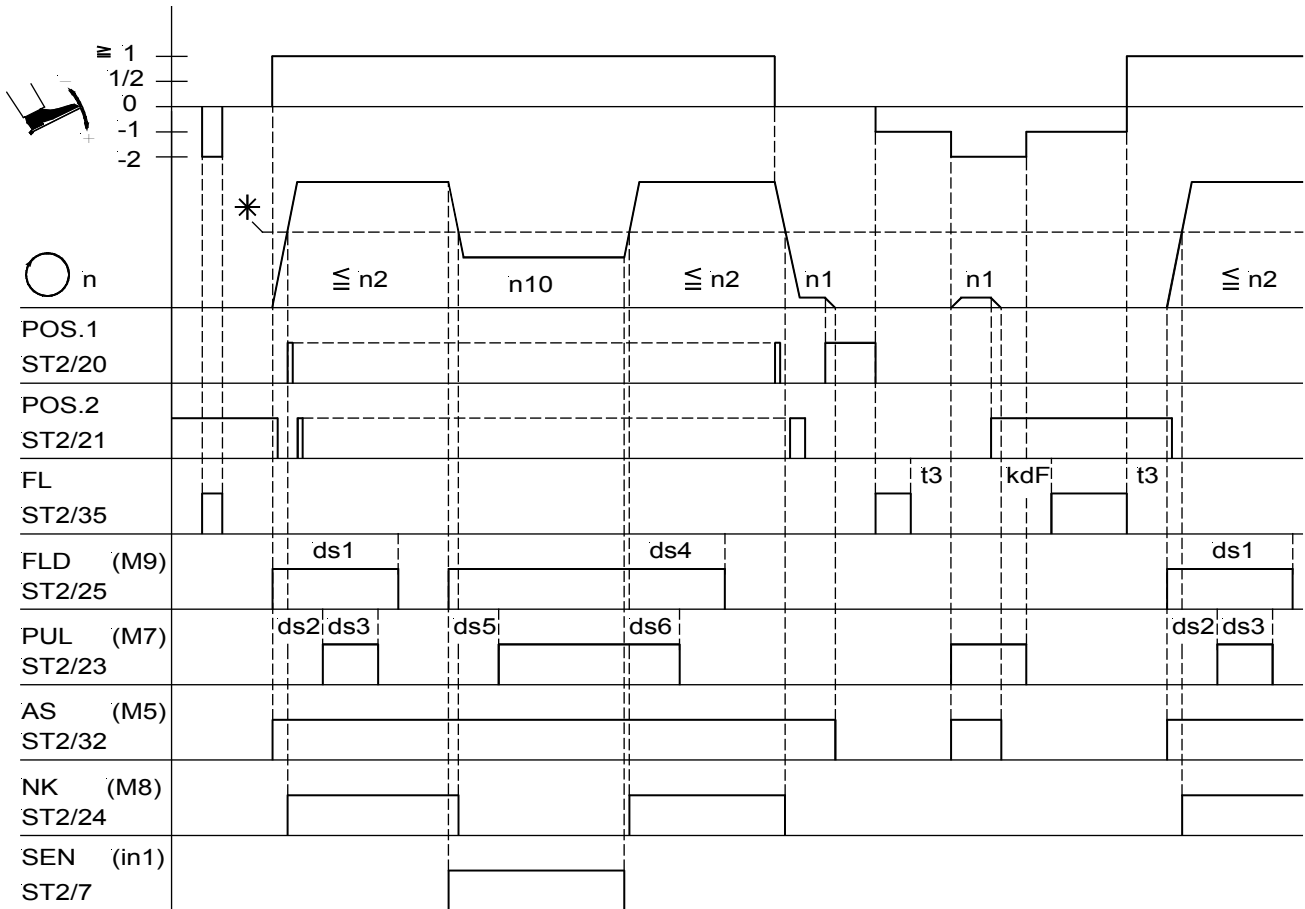 ≧ 1
1/2
0
-1
-2
n
≦ n2
n10
≦ n2
n1
n1
≦ n2
POS.1
ST2/20
POS.2
ST2/21
FL
t3
kdF
t3
ST2/35
FLD (M9)
ds1
ds4
ds1
ST2/25
PUL (M7)
ds2
ds3
ds5
ds6
ds2
ds3
ST2/23
AS (M5)
ST2/32
NK (M8)
ST2/24
SEN (in1)
ST2/7